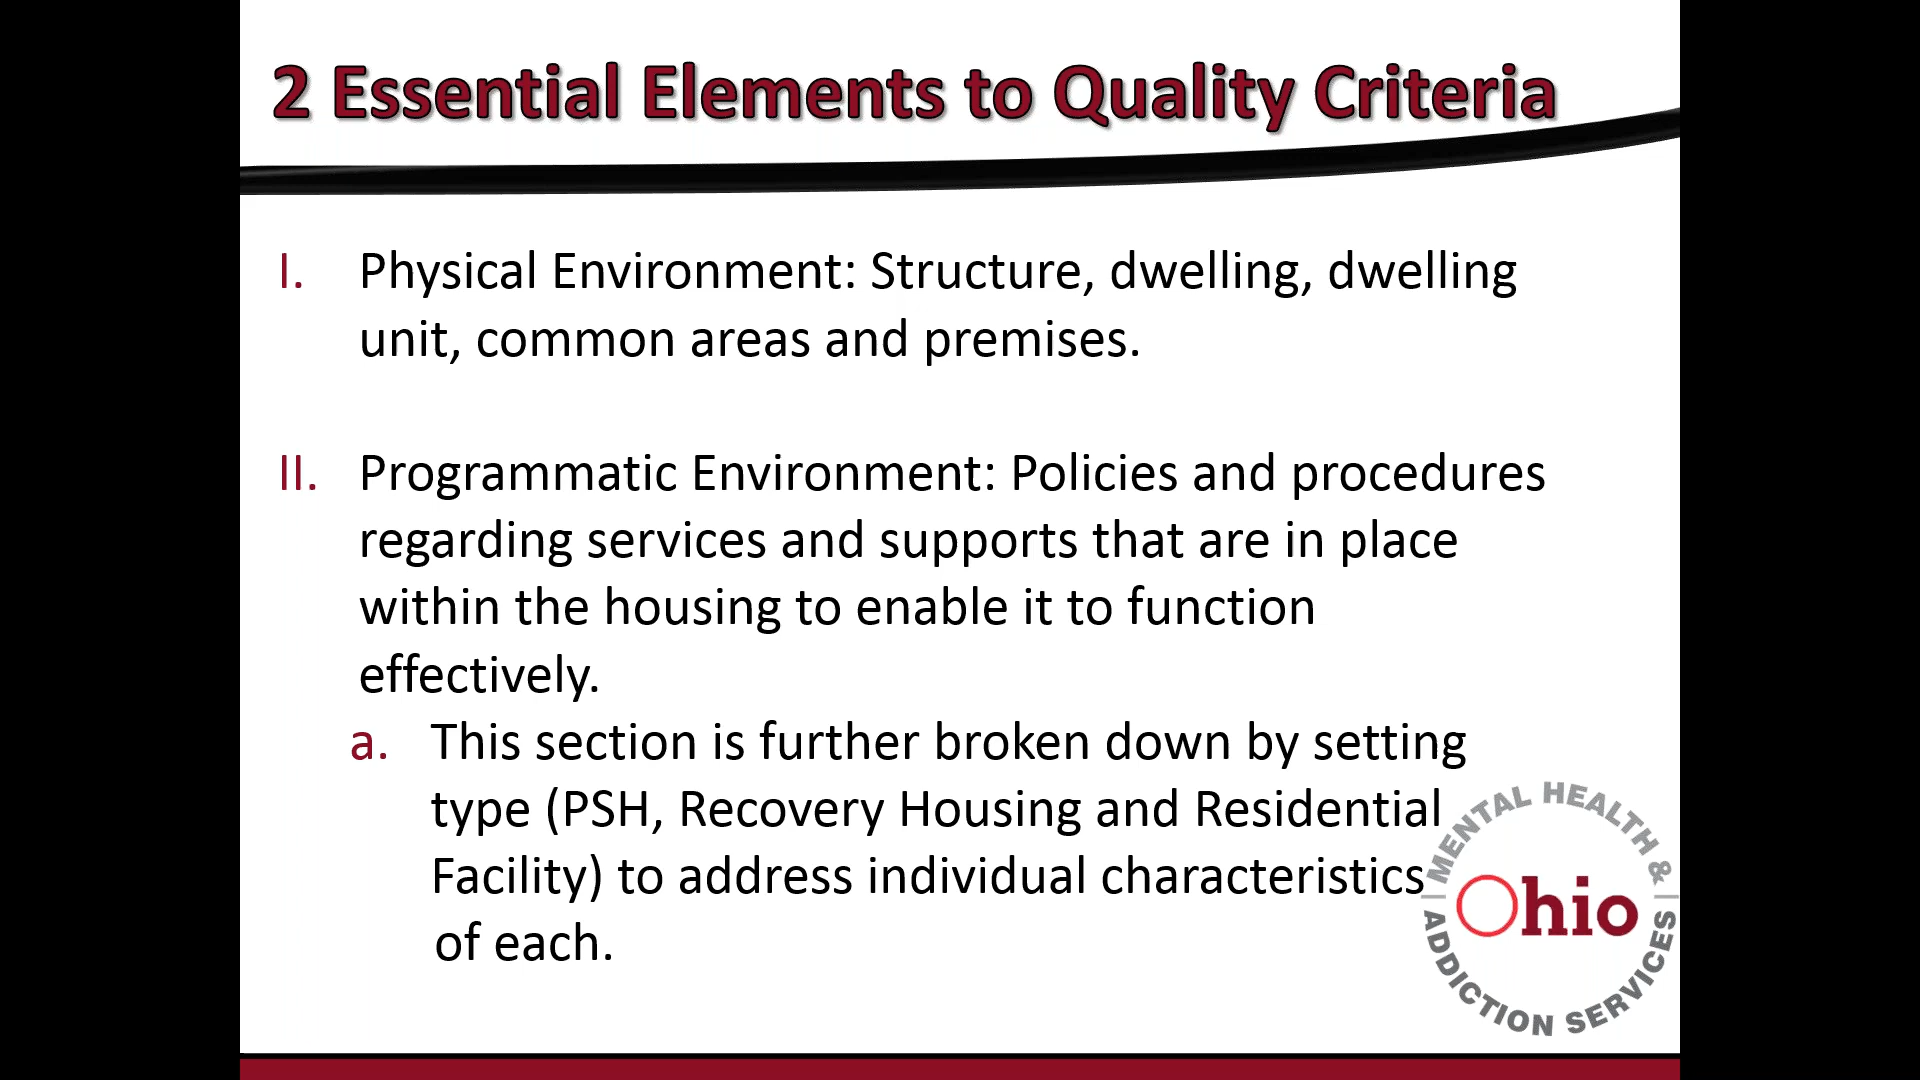 2 Essential Elements to Quality Criteria
I. Physical Environment: Structure, dwelling, dwelling
unit, common areas and premises.
II. Programmatic Environment: Policies and procedures
regarding services and supports that are in place
within the housing to enable it to function
effectively.
a. This section is further broken down by setting
type (PSH, Recovery Housing and Residential
Facility) to address individual characteristics
of each.
MENTAL HEALTH &
Ohio
ADDICTION SERVICES